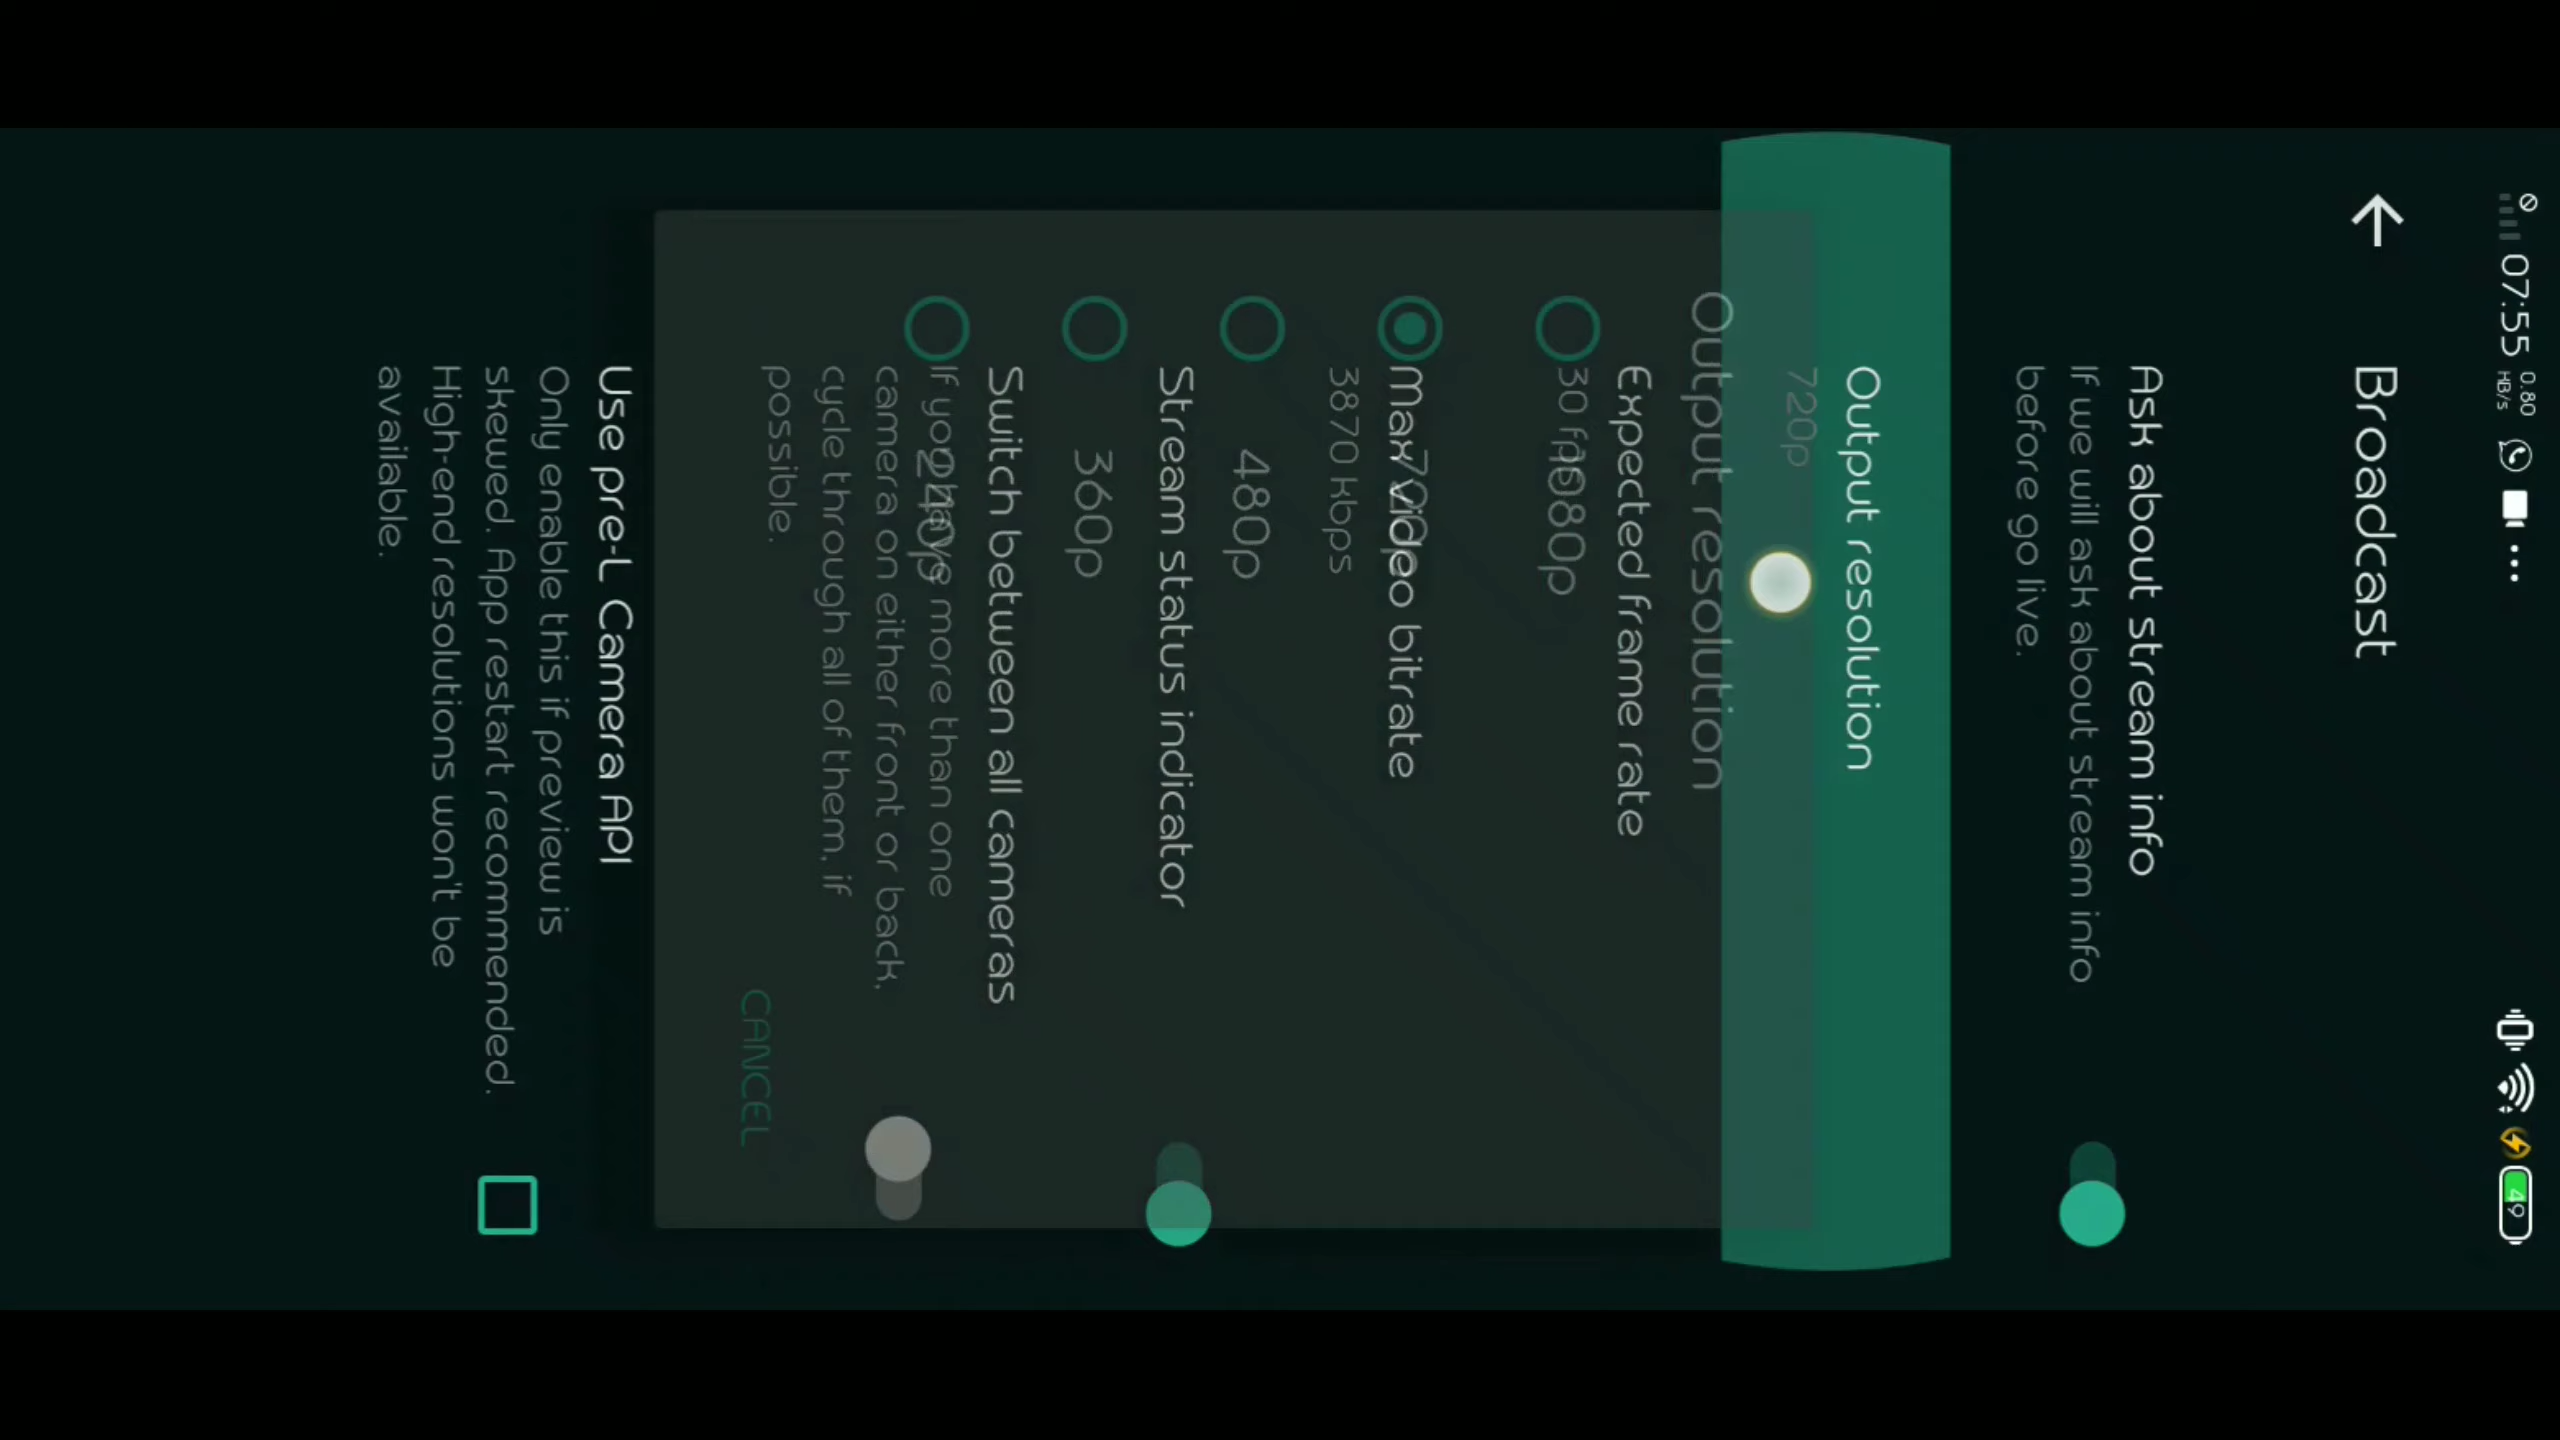 07:55 0.80 KB/s 49
Broadcast
Ask about stream info
If we will ask about stream info
before go live.
Output resolution
720p
Expected frame rate
30 fps
Max video bitrate
3870 kbps
Stream status indicator
Switch between all cameras
If you have more than one
camera on either front or back,
cycle through all of them, if
possible.
Use pre-L Camera API
Only enable this if preview is
skewed. App restart recommended.
High-end resolutions won't be
available.
Output resolution
1080p
720p
480p
360p
240p
CANCEL